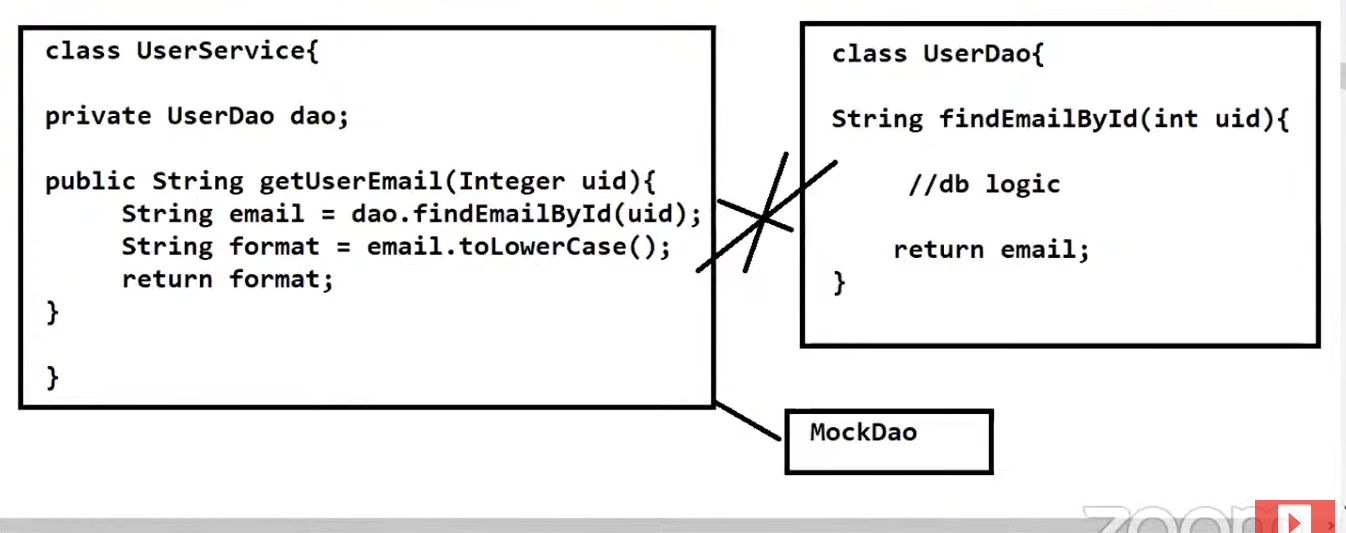 class UserService{
private UserDao dao;
public String getUserEmail(Integer uid){
String email = dao.findEmailById(uid);
String format = email.toLowerCase();
return format;
}
}
class UserDao{
String findEmailById(int uid){
//db logic
return email;
}
MockDao
zoom